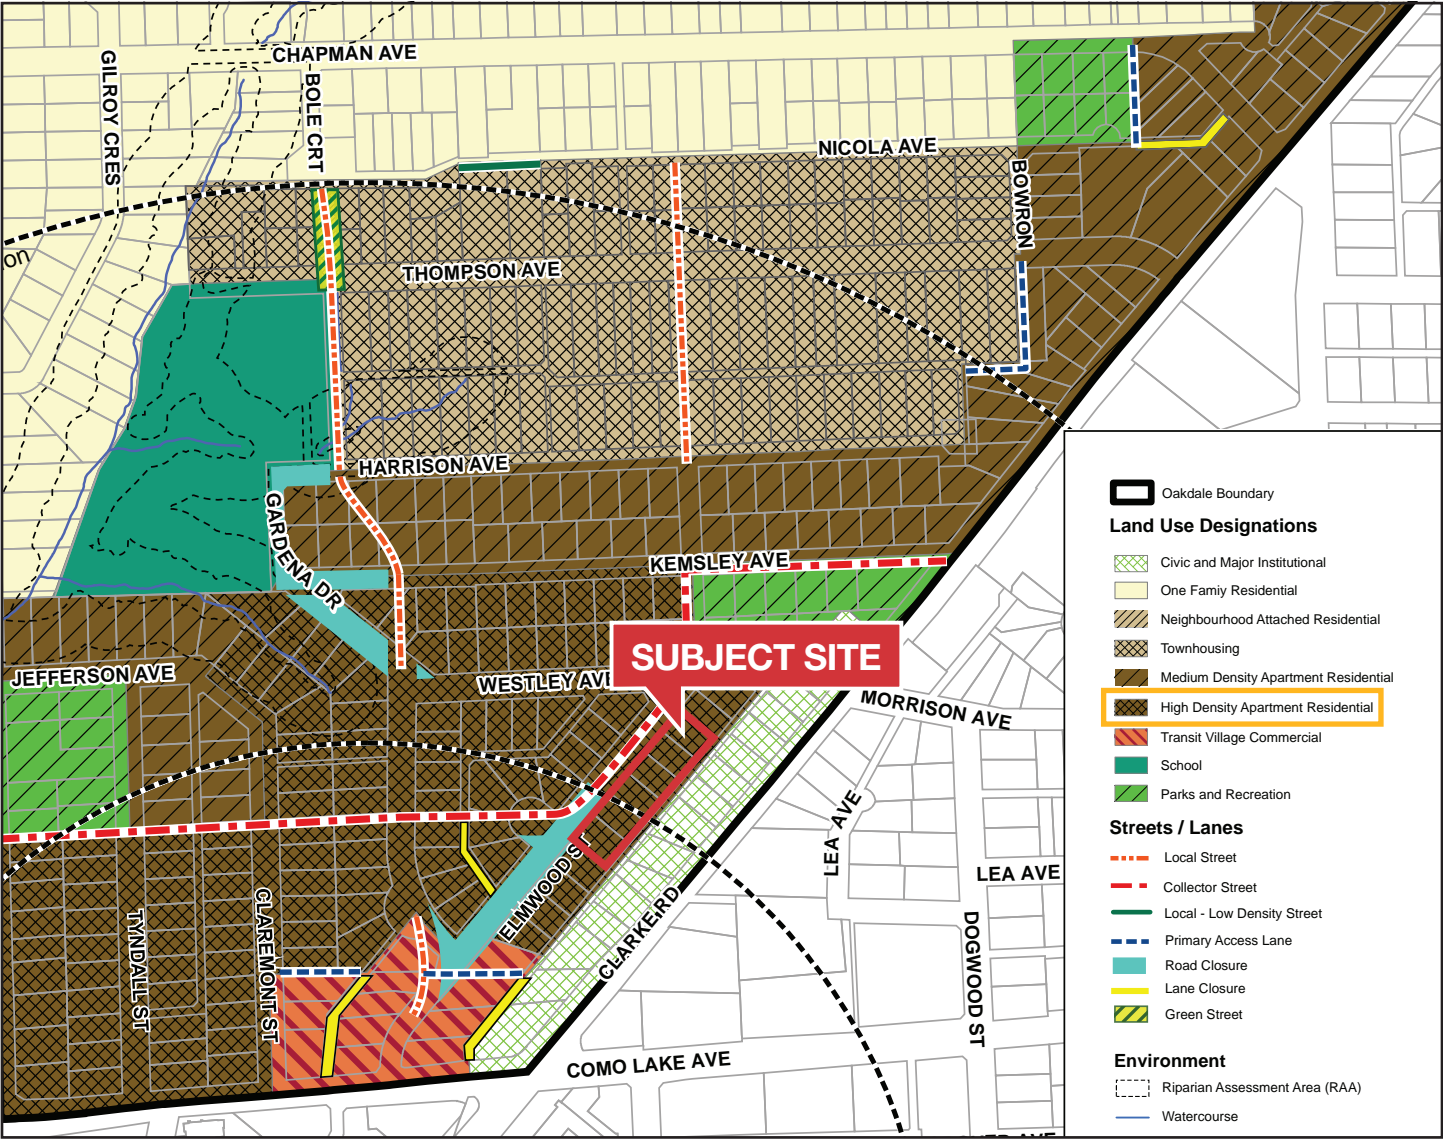 CHAPMAN AVE
GILROY CRES
BOLE CRT
NICOLA AVE
BOWRON
on
THOMPSON AVE
HARRISON AVE
GARDENA DR
KEMSLEY AVE
SUBJECT SITE
JEFFERSON AVE
WESTLEY AVE
MORRISON AVE
LEA AVE
LEA AVE
ELMWOOD ST
CLARKE RD
TYNDALL ST
CLAREMONT ST
DOGWOOD ST
COMO LAKE AVE
Oakdale Boundary
Land Use Designations
Civic and Major Institutional
One Famiy Residential
Neighbourhood Attached Residential
Townhousing
Medium Density Apartment Residential
High Density Apartment Residential
Transit Village Commercial
School
Parks and Recreation
Streets / Lanes
Local Street
Collector Street
Local - Low Density Street
Primary Access Lane
Road Closure
Lane Closure
Green Street
Environment
Riparian Assessment Area (RAA)
Watercourse